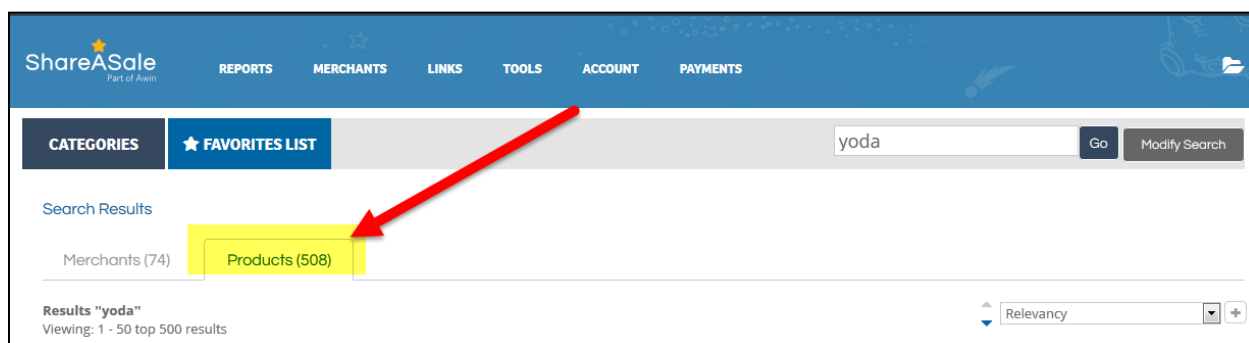 ShareASale
Part of Awin
REPORTS MERCHANTS LINKS TOOLS ACCOUNT PAYMENTS
CATEGORIES FAVORITES LIST yoda Go Modify Search
Search Results
Merchants (74) Products (508)
Results "yoda" Relevancy
Viewing: 1 - 50 top 500 results